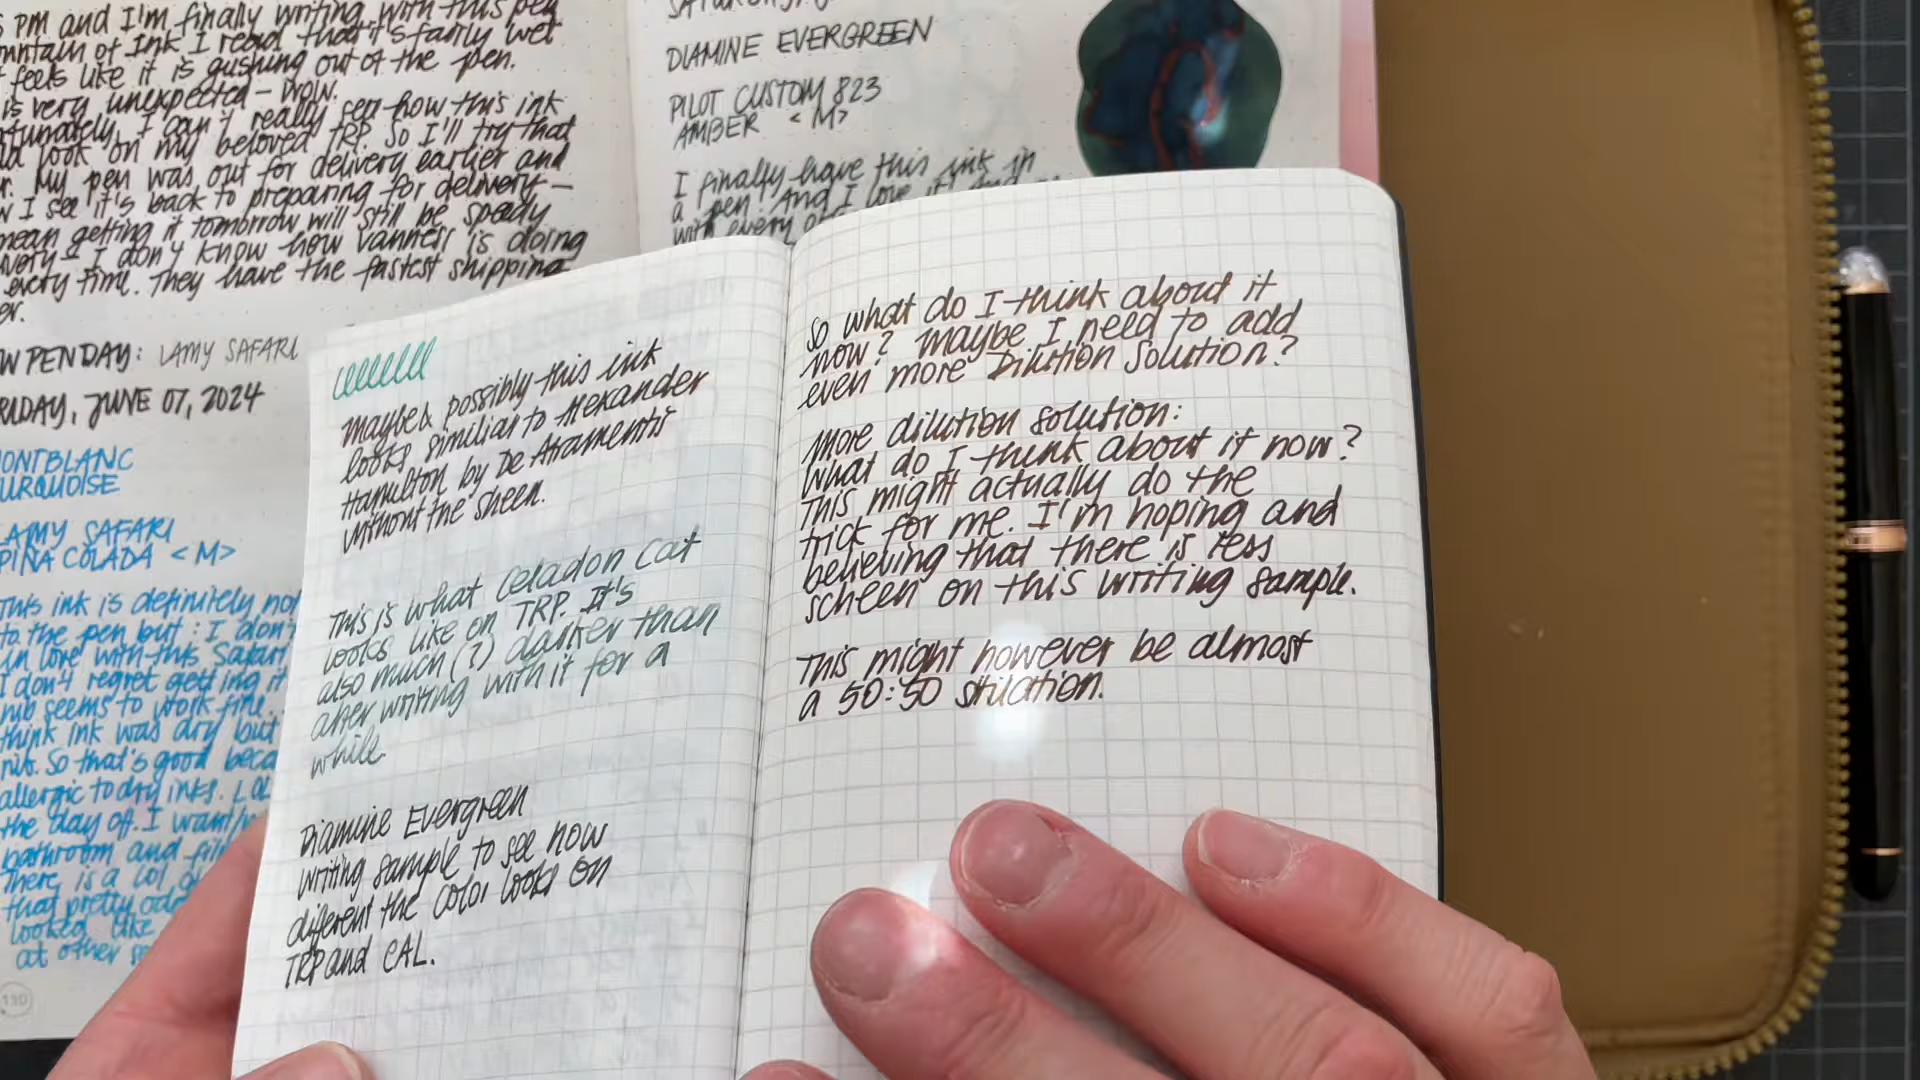 PM and I'm finally writing with this pen
of Ink I read that it's fairly wet
feels like it is gushing out of the pen.
is very unexpected - wow.
I can't really see how this ink
look on my beloved TRP. So I'll try that
My pen was out for delivery earlier and
I see it's back to preparing for delivery -
mean getting it tomorrow will still be speedy
I don't know how vanness is doing
every time. They have the fastest shipping
PEN DAY: LAMY SAFARI
JUNE 07, 2024
TURQUOISE
LAMY SAFARI
PINA COLADA <M>
This ink is definitely not
to the pen but: I don't
in love with this Safari
I don't regret getting it
nib seems to work fine.
think ink was dry but
nib. So that's good
allergic to dry inks. LOL
the day off. I
bathroom and
There is a lot
that pretty
looked like
at other
130
DIAMINE EVERGREEN
PILOT CUSTOM 823
AMBER <M>
I finally have this ink in
a pen. And I love it! And
with every
Maybe & possibly this ink
looks similiar to Alexander
Hamilton by De Atramentis
without the sheen.
This is what Celadon Cat
looks like on TRP. It's
also much (?) darker than
after writing with it for a
while.
Diamine Evergreen
writing sample to see how
different the color looks on
TRP and CAL.
So what do I think about it
now? Maybe I need to add
even more Dilution Solution?
More dilution solution:
What do I think about it now?
This might actually do the
trick for me. I'm hoping and
believing that there is less
scheen on this writing sample.
This might however be almost
a 50:50